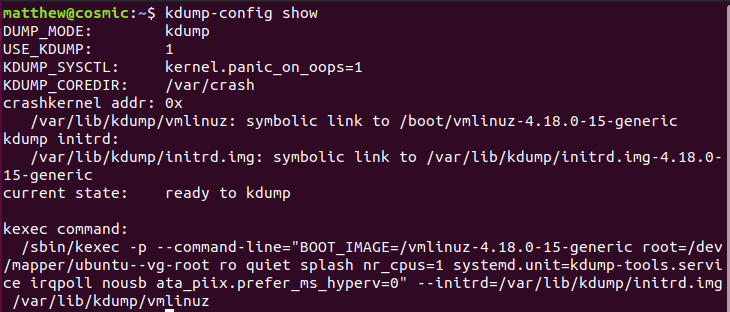 matthew@cosmic:~$ kdump-config show
DUMP_MODE:        kdump
USE_KDUMP:        1
KDUMP_SYSCTL:     kernel.panic_on_oops=1
KDUMP_COREDIR:    /var/crash
crashkernel addr: 0x
   /var/lib/kdump/vmlinuz: symbolic link to /boot/vmlinuz-4.18.0-15-generic
kdump initrd:
   /var/lib/kdump/initrd.img: symbolic link to /var/lib/kdump/initrd.img-4.18.0-
15-generic
current state:    ready to kdump

kexec command:
  /sbin/kexec -p --command-line="BOOT_IMAGE=/vmlinuz-4.18.0-15-generic root=/dev
/mapper/ubuntu--vg-root ro quiet splash nr_cpus=1 systemd.unit=kdump-tools.servi
ce irqpoll nousb ata_piix.prefer_ms_hyperv=0" --initrd=/var/lib/kdump/initrd.img
 /var/lib/kdump/vmlinuz